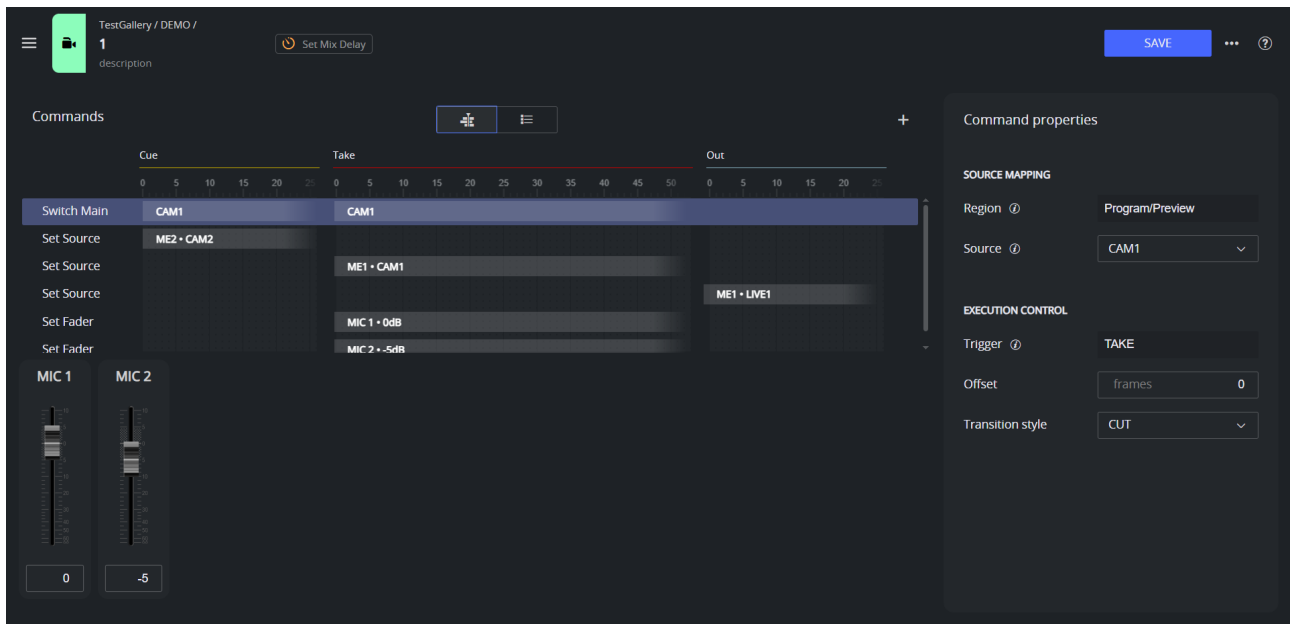 TestGallery / DEMO /
1
description
Set Mix Delay
SAVE
Commands
Cue
Take
Out
0 5 10 15 20 25
0 5 10 15 20 25 30 35 40 45 50
0 5 10 15 20 25
Switch Main CAM1 CAM1
Set Source ME2 • CAM2
Set Source ME1 • CAM1
Set Source ME1 • LIVE1
Set Fader MIC 1 • 0dB
Set Fader MIC 2 • -5dB
MIC 1
MIC 2
0
-5
Command properties
SOURCE MAPPING
Region Program/Preview
Source CAM1
EXECUTION CONTROL
Trigger TAKE
Offset frames 0
Transition style CUT